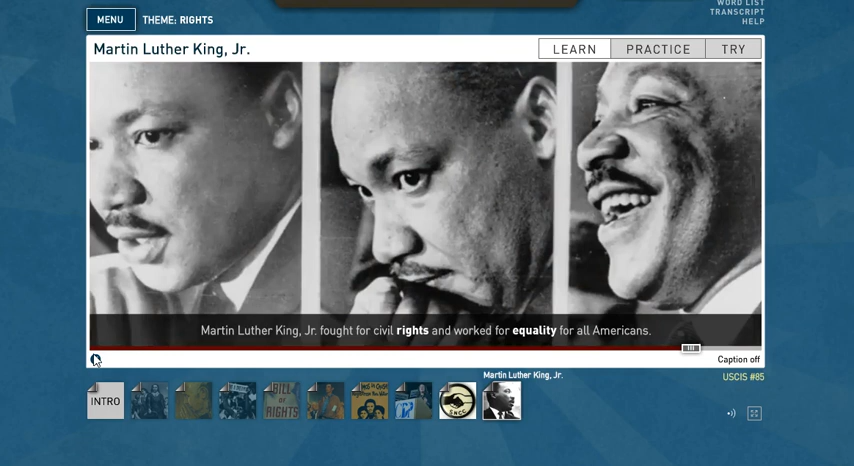 WORD LIST
TRANSCRIPT
HELP
MENU THEME: RIGHTS
Martin Luther King, Jr. LEARN PRACTICE TRY
Martin Luther King, Jr. fought for civil rights and worked for equality for all Americans.
Caption off
Martin Luther King, Jr. USCIS #85
INTRO
BILL
OF
RIGHTS
SNCC